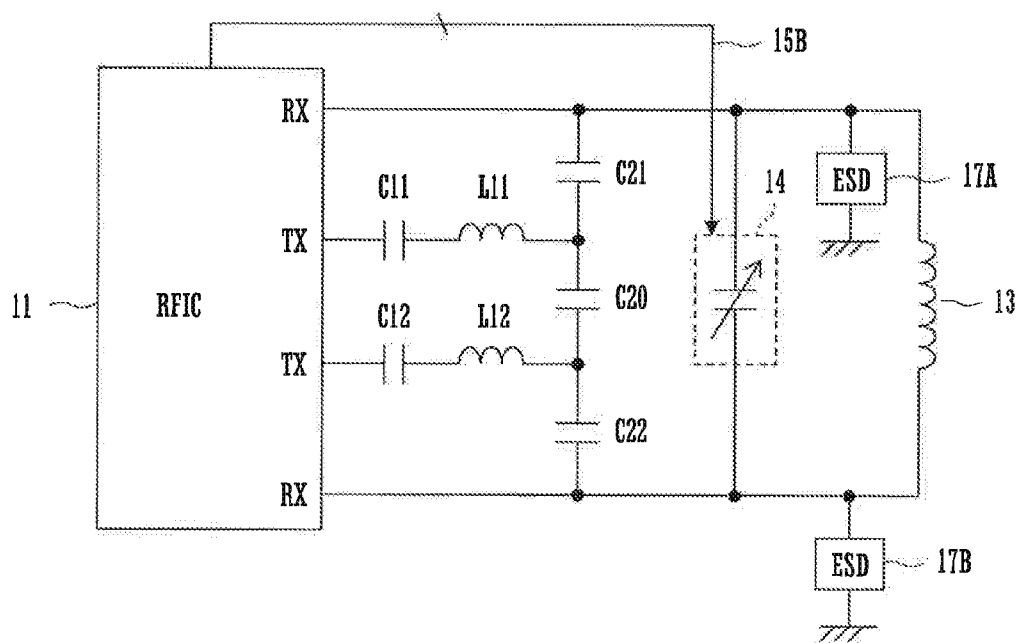 15B
RX
C21
ESD
17A
C11
L11
14
TX
11
RFIC
C20
13
C12
L12
TX
C22
RX
ESD
17B